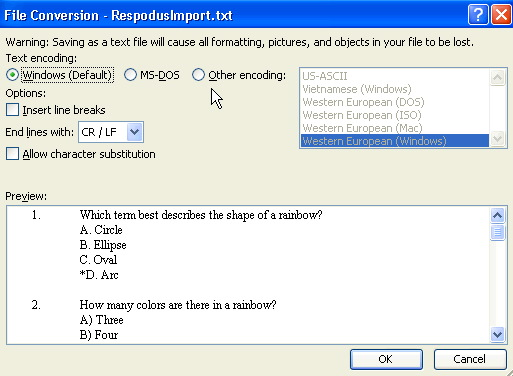 File Conversion - RespodusImport.txt
Warning: Saving as a text file will cause all formatting, pictures, and objects in your file to be lost.
Text encoding:
Windows (Default) MS-DOS Other encoding:
US-ASCII
Vietnamese (Windows)
Western European (DOS)
Western European (ISO)
Western European (Mac)
Western European (Windows)
Options:
Insert line breaks
End lines with: CR / LF
Allow character substitution
Preview:
1. Which term best describes the shape of a rainbow?
A. Circle
B. Ellipse
C. Oval
*D. Arc
2. How many colors are there in a rainbow?
A) Three
B) Four
OK Cancel